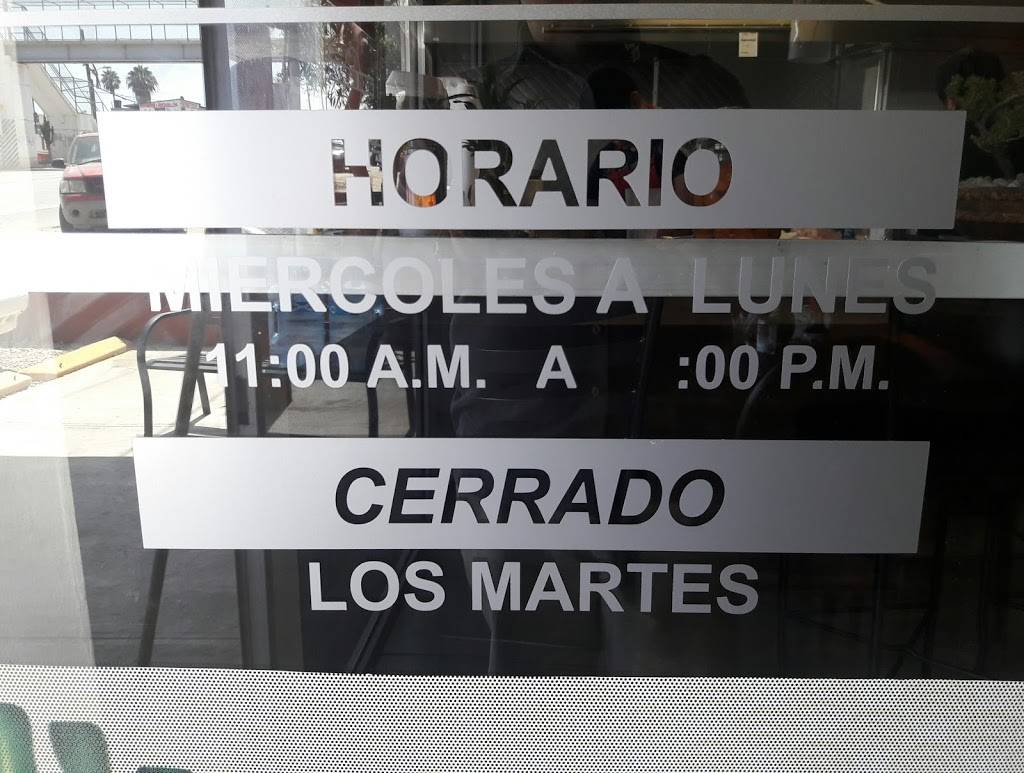 HORARIO
MIERCOLES A LUNES
11:00 A.M. A :00 P.M.
CERRADO
LOS MARTES